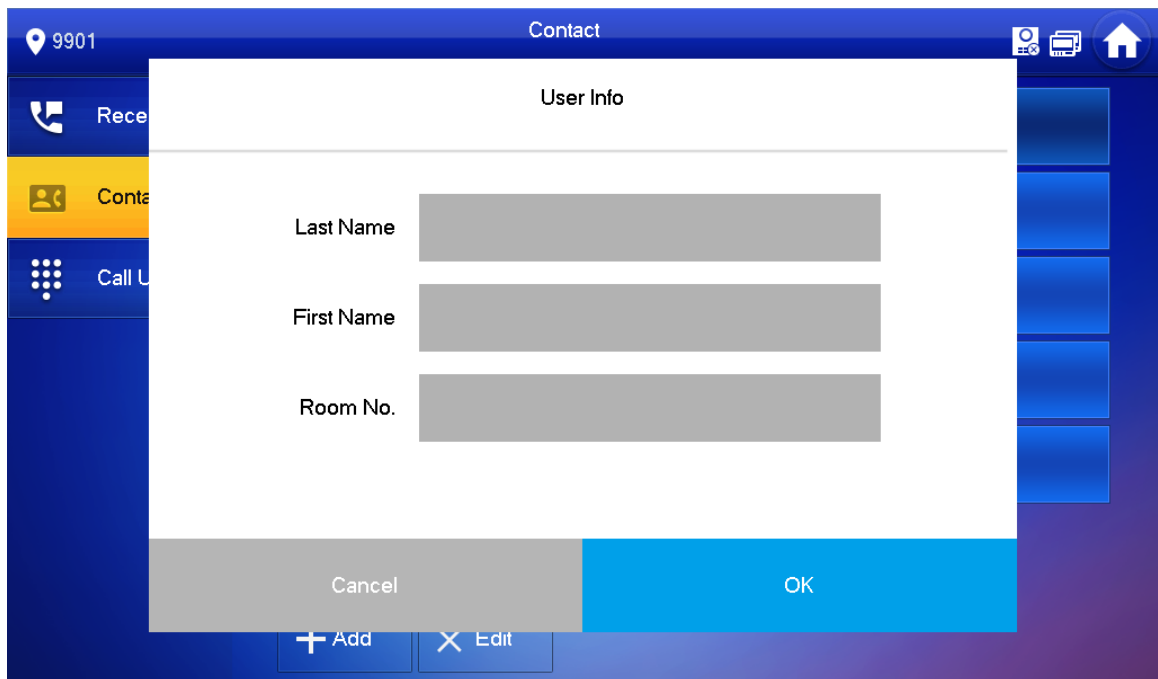 9901
Contact
User Info
Rece
Conta
Call U
Last Name
First Name
Room No.
Cancel
OK
Add
Edit